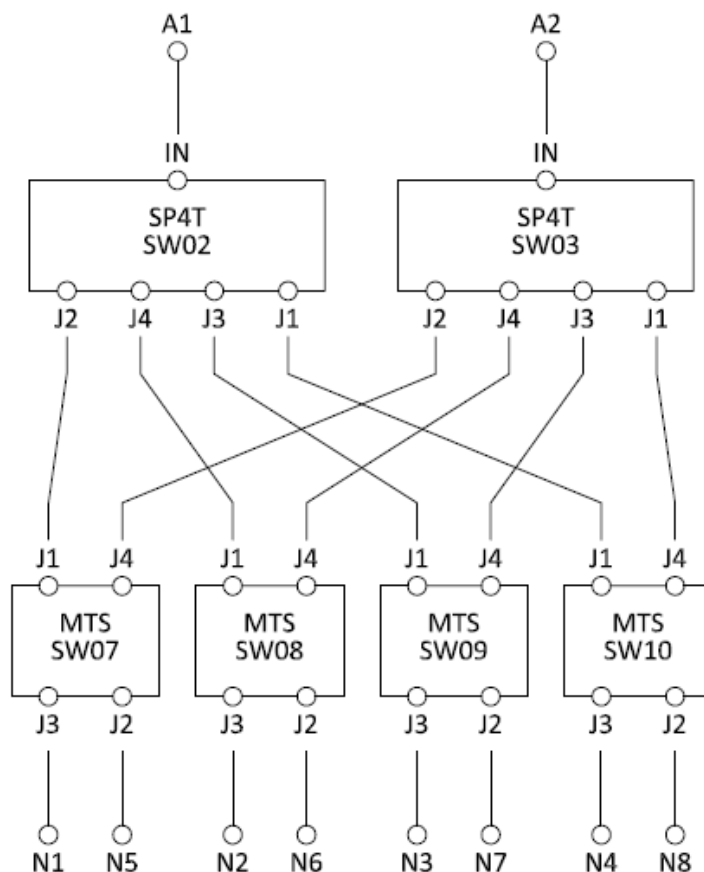 A1 A2
IN IN
SP4T SP4T
SW02 SW03
J2 J4 J3 J1 J2 J4 J3 J1
J1 J4 J1 J4 J1 J4 J1 J4
MTS MTS MTS MTS
SW07 SW08 SW09 SW10
J3 J2 J3 J2 J3 J2 J3 J2
N1 N5 N2 N6 N3 N7 N4 N8